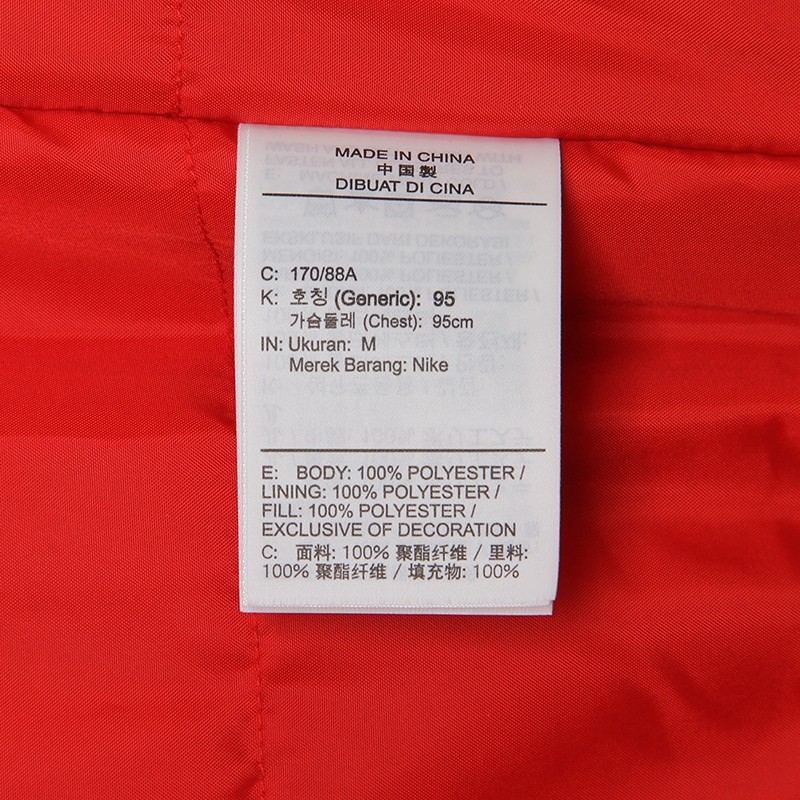 MADE IN CHINA
中国製
DIBUAT DI CINA
C: 170/88A
K: 호칭 (Generic): 95
가슴둘레 (Chest): 95cm
IN: Ukuran: M
Merek Barang: Nike
E: BODY: 100% POLYESTER /
LINING: 100% POLYESTER /
FILL: 100% POLYESTER /
EXCLUSIVE OF DECORATION
C: 面料: 100% 聚酯纤维 / 里料:
100% 聚酯纤维 / 填充物: 100%